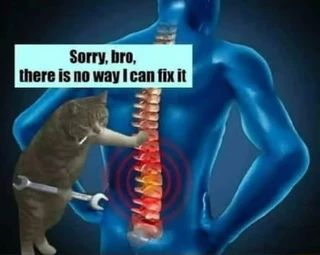 Sorry, bro,
there is no way I can fix it